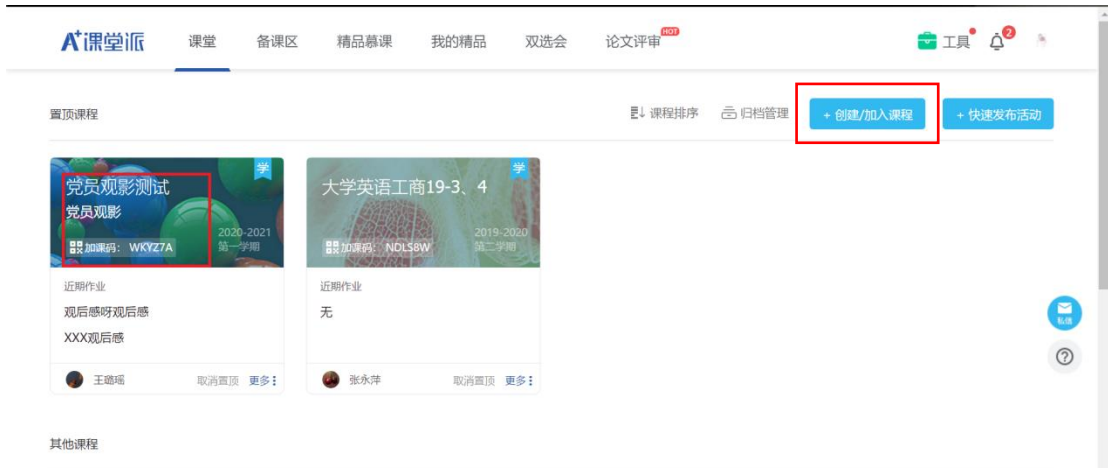 A+课堂派 课堂 备课区 精品慕课 我的精品 双选会 论文评审 HOT 工具 2
置顶课程 课程排序 归档管理 + 创建/加入课程 + 快速发布活动
学
党员观影测试
党员观影
2020-2021
第一学期
加课码: WKYZ7A
近期作业
观后感呀观后感
XXX观后感
王璐瑶 取消置顶 更多
学
大学英语工商19-3、4
2019-2020
第二学期
加课码: NDLS8W
近期作业
无
张永萍 取消置顶 更多
私信
其他课程